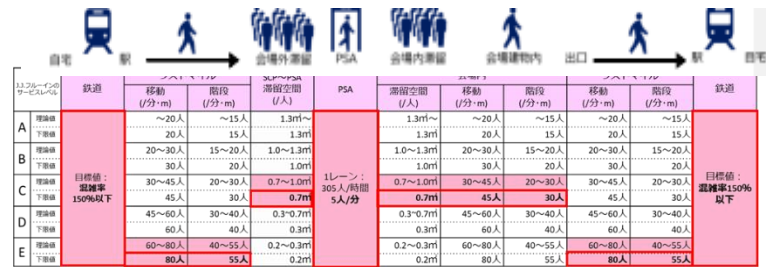 自宅 駅 会場外滞留 PSA 会場内滞留 会場建物内 出口 駅 自宅
J.J.フルーインの
サービスレベル
鉄道 ラストマイル SCP～PSA PSA 会場内 ラストマイル 鉄道
移動 階段 滞留空間 滞留空間 移動 階段 移動 階段
(/分・m) (/分・m) (/人) (/人) (/分・m) (/分・m) (/分・m) (/分・m)
A 理論値 ～20人 ～15人 1.3㎡～ 1.3㎡～ ～20人 ～15人 ～20人 ～15人
下限値 20人 15人 1.3㎡ 1.3㎡ 20人 15人 20人 15人
B 理論値 20～30人 15～20人 1.0～1.3㎡ 1.0～1.3㎡ 20～30人 15～20人 20～30人 15～20人
下限値 30人 20人 1.0㎡ 1.0㎡ 30人 20人 30人 20人
目標値：
混雑率
150%以下
1レーン：
305人/時間
5人/分
目標値：
混雑率150%
以下
C 理論値 30～45人 20～30人 0.7～1.0㎡ 0.7～1.0㎡ 30～45人 20～30人 30～45人 20～30人
下限値 45人 30人 0.7㎡ 0.7㎡ 45人 30人 45人 30人
D 理論値 45～60人 30～40人 0.3~0.7㎡ 0.3~0.7㎡ 45～60人 30～40人 45～60人 30～40人
下限値 60人 40人 0.3㎡ 0.3㎡ 60人 40人 60人 40人
E 理論値 60～80人 40～55人 0.2～0.3㎡ 0.2～0.3㎡ 60～80人 40～55人 60～80人 40～55人
下限値 80人 55人 0.2㎡ 0.2㎡ 80人 55人 80人 55人